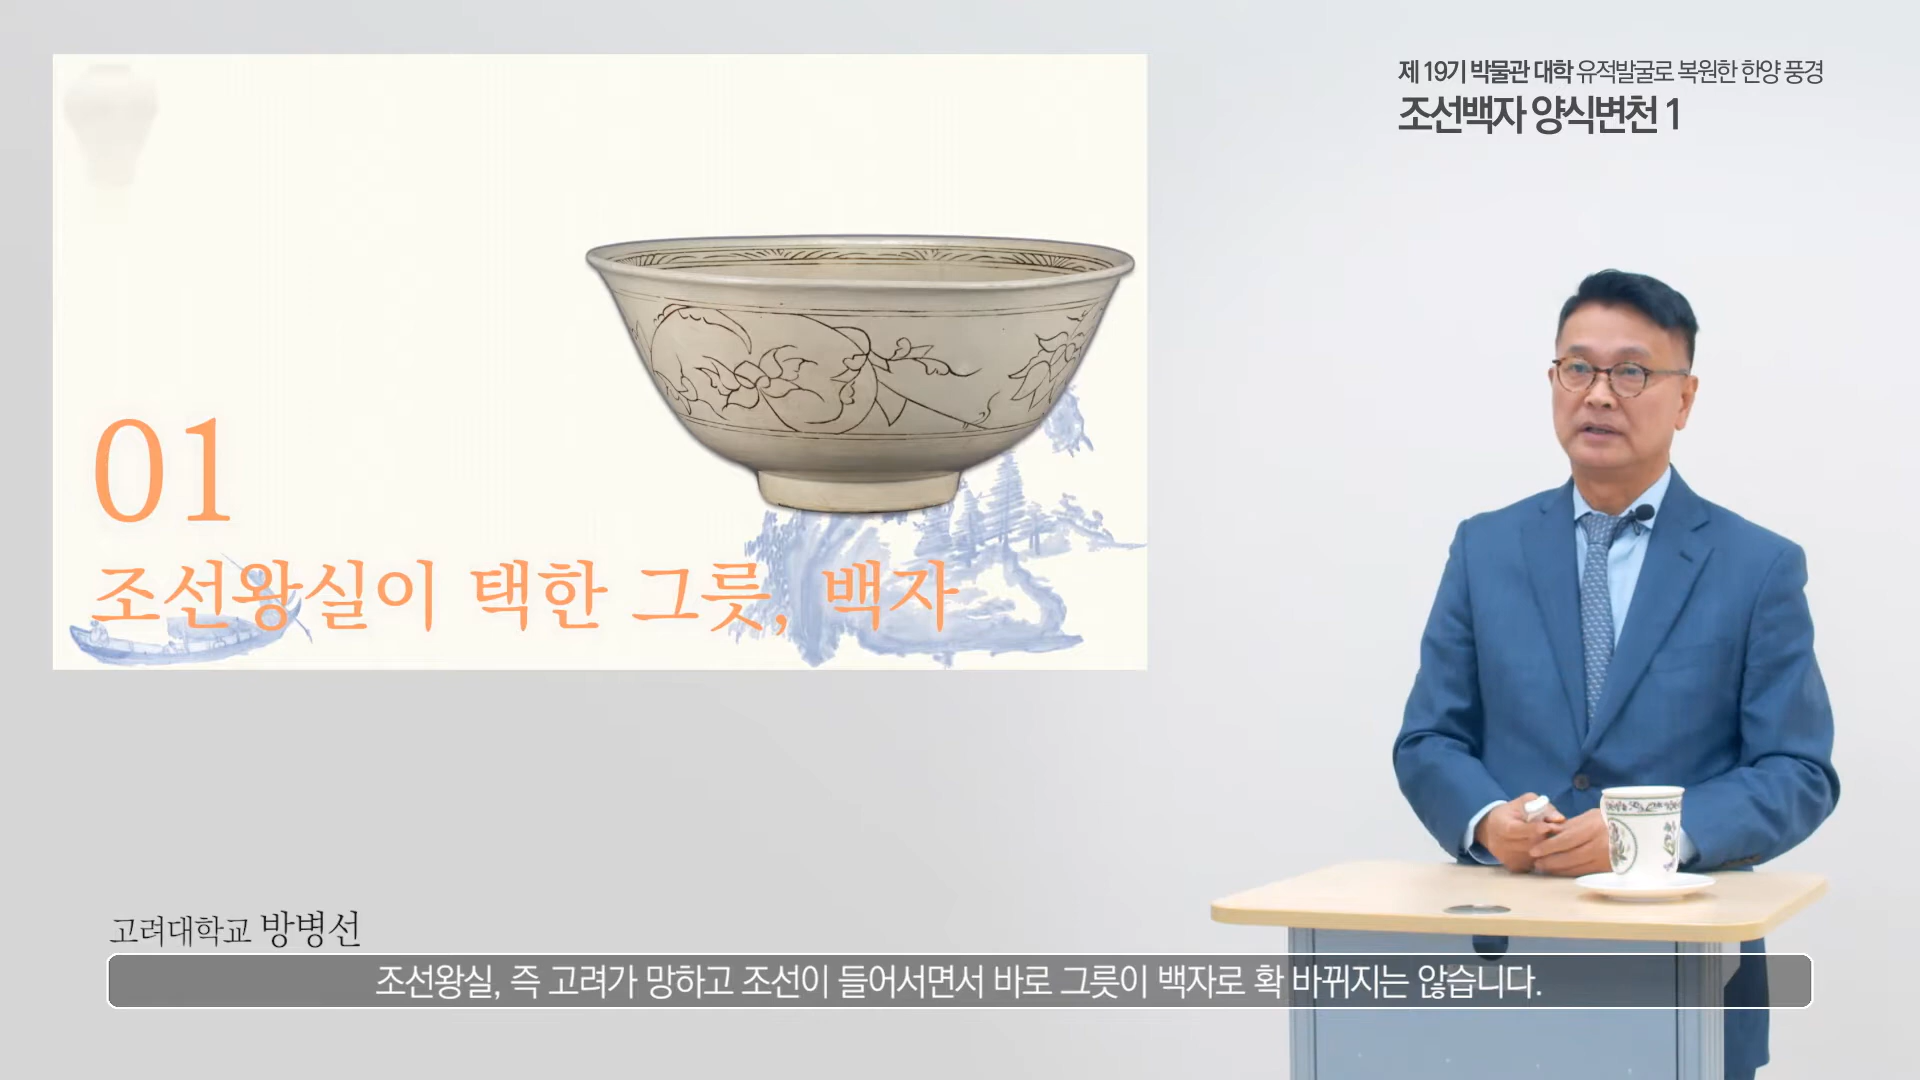 제 19기 박물관 대학 유적발굴로 복원한 한양 풍경
조선백자 양식변천 1
01
조선왕실이 택한 그릇, 백자
고려대학교 방병선
조선왕실, 즉 고려가 망하고 조선이 들어서면서 바로 그릇이 백자로 확 바뀌지는 않습니다.